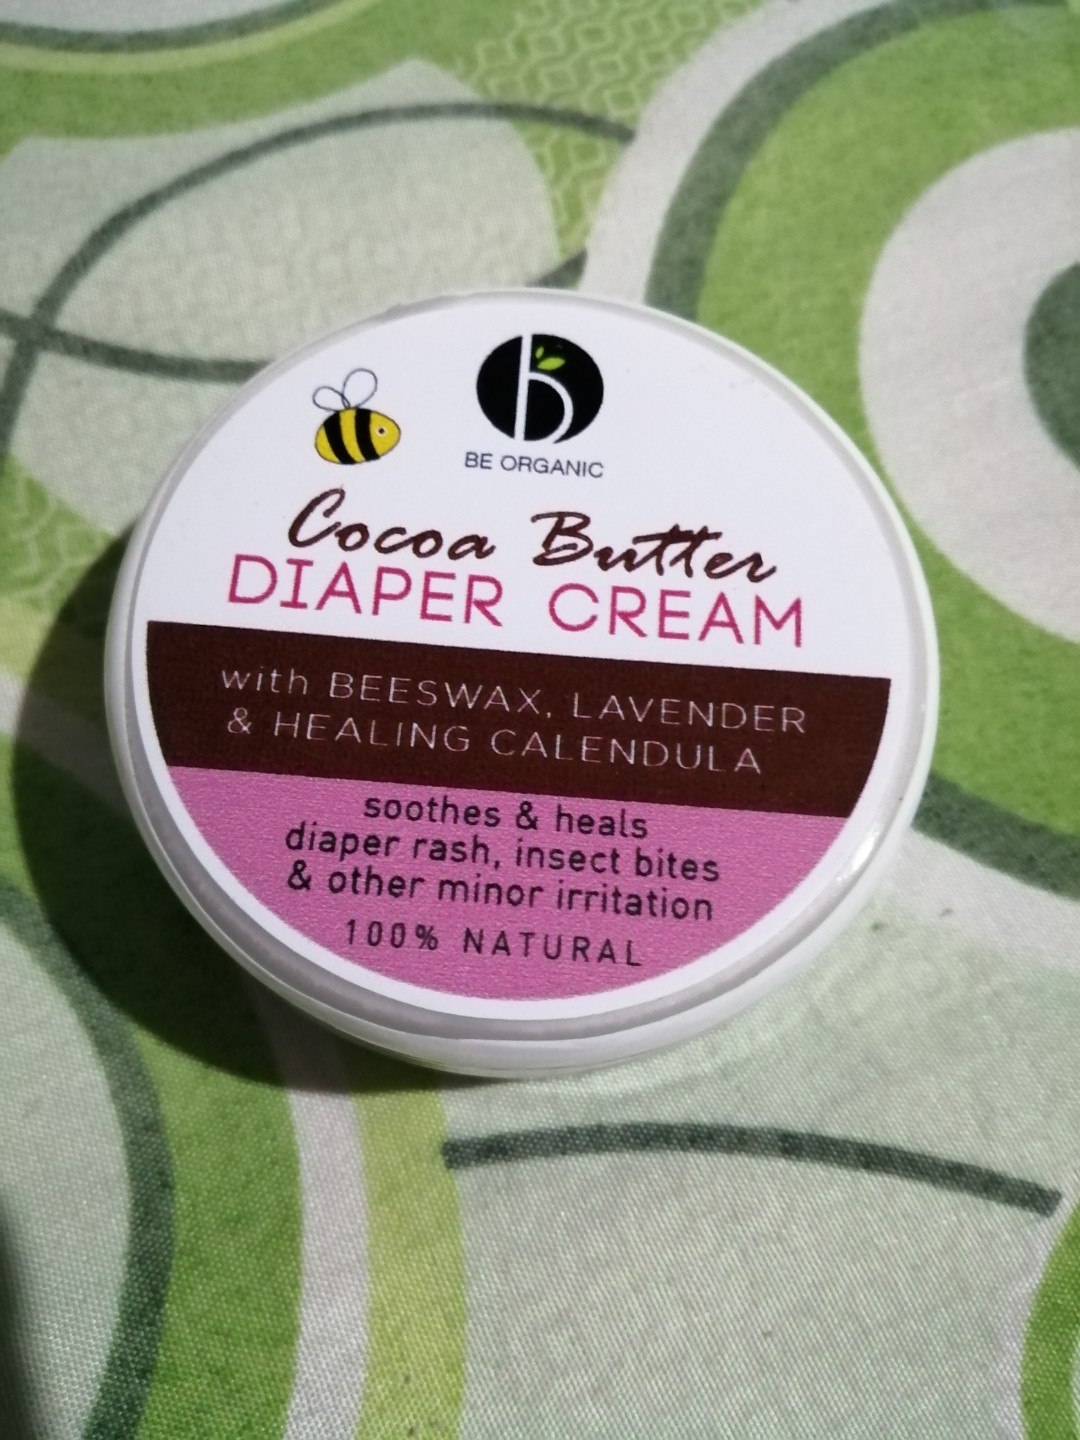 BE ORGANIC
Cocoa Butter
DIAPER CREAM
with BEESWAX, LAVENDER
& HEALING CALENDULA
soothes & heals
diaper rash, insect bites
& other minor irritation
100% NATURAL